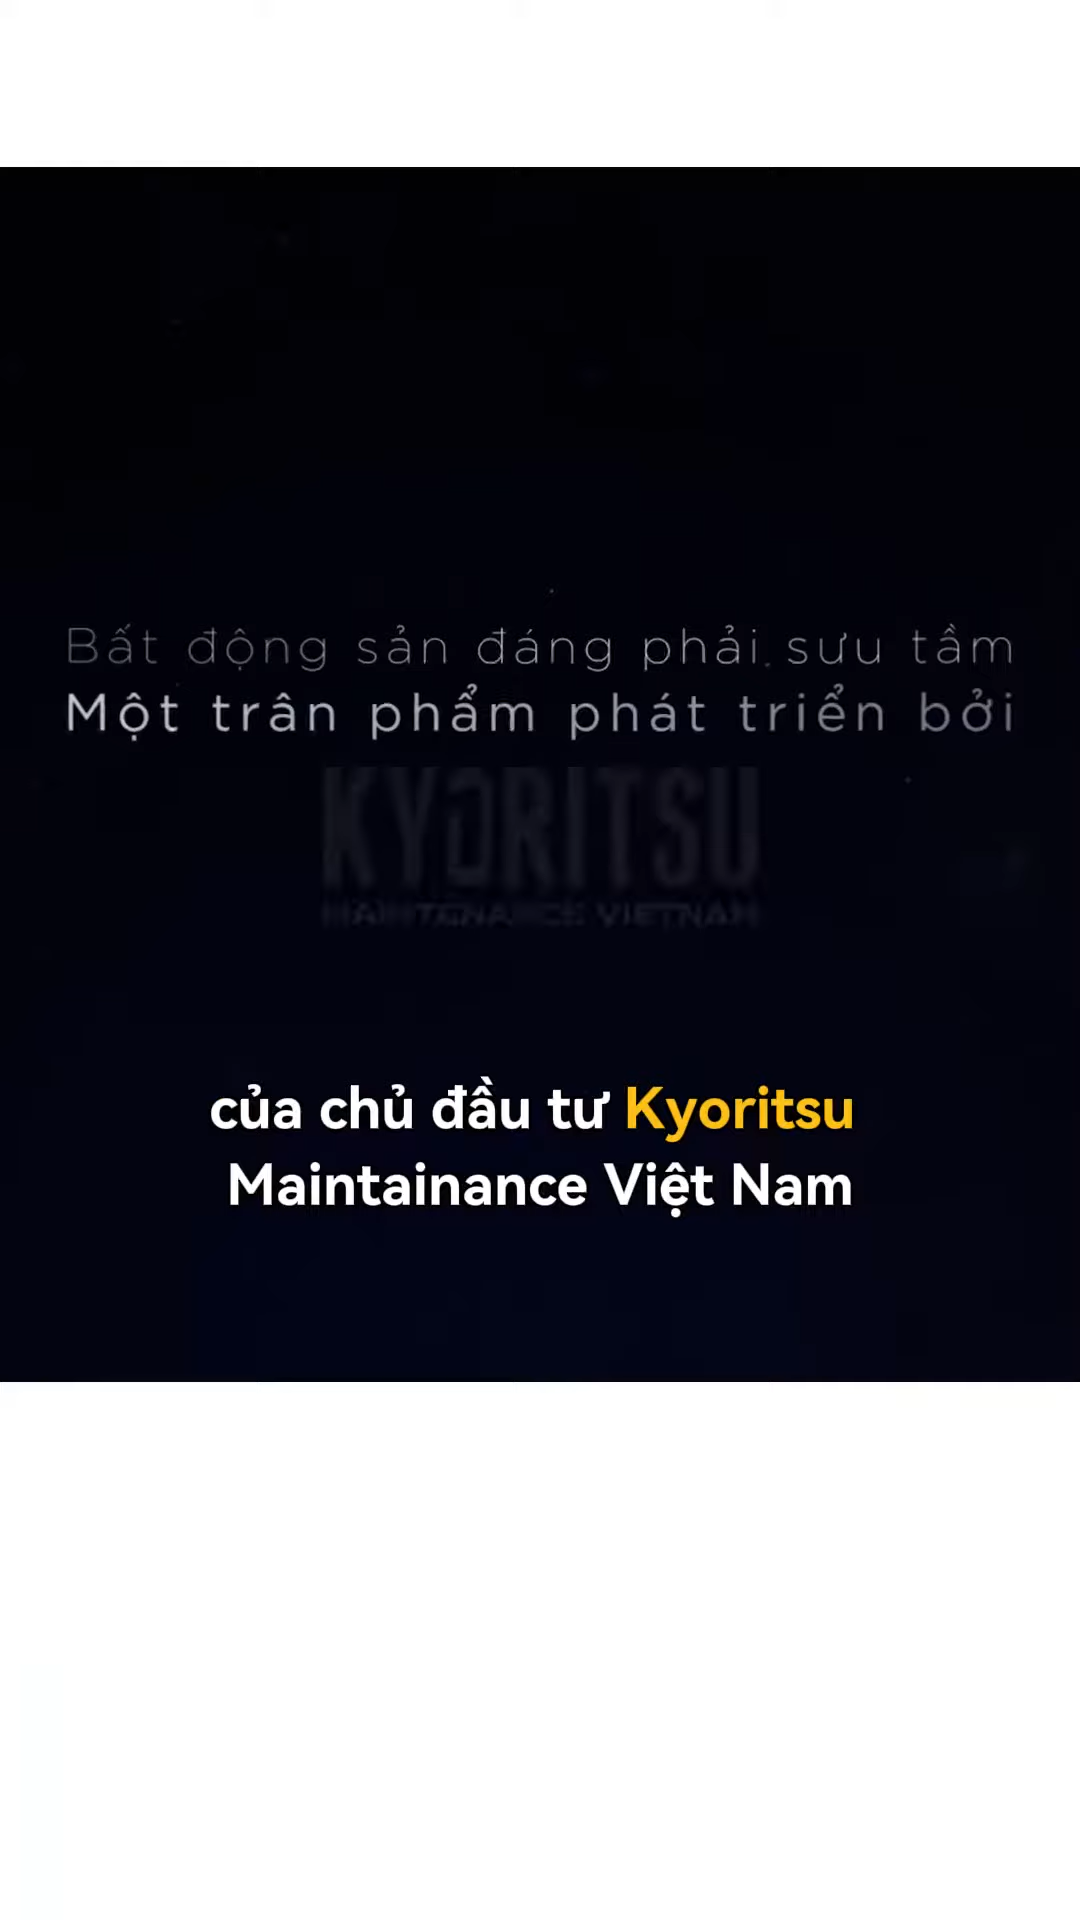 Bất động sản đáng phải sưu tầm
Một trân phẩm phát triển bởi
KYORITSU
MAINTENANCE VIETNAM
của chủ đầu tư Kyoritsu
Maintainance Việt Nam